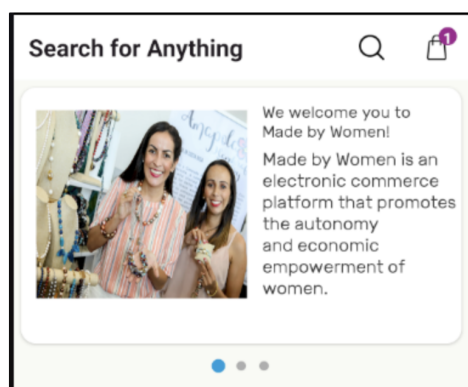 Search for Anything
1
We welcome you to
Made by Women!
Made by Women is an
electronic commerce
platform that promotes
the autonomy
and economic
empowerment of
women.